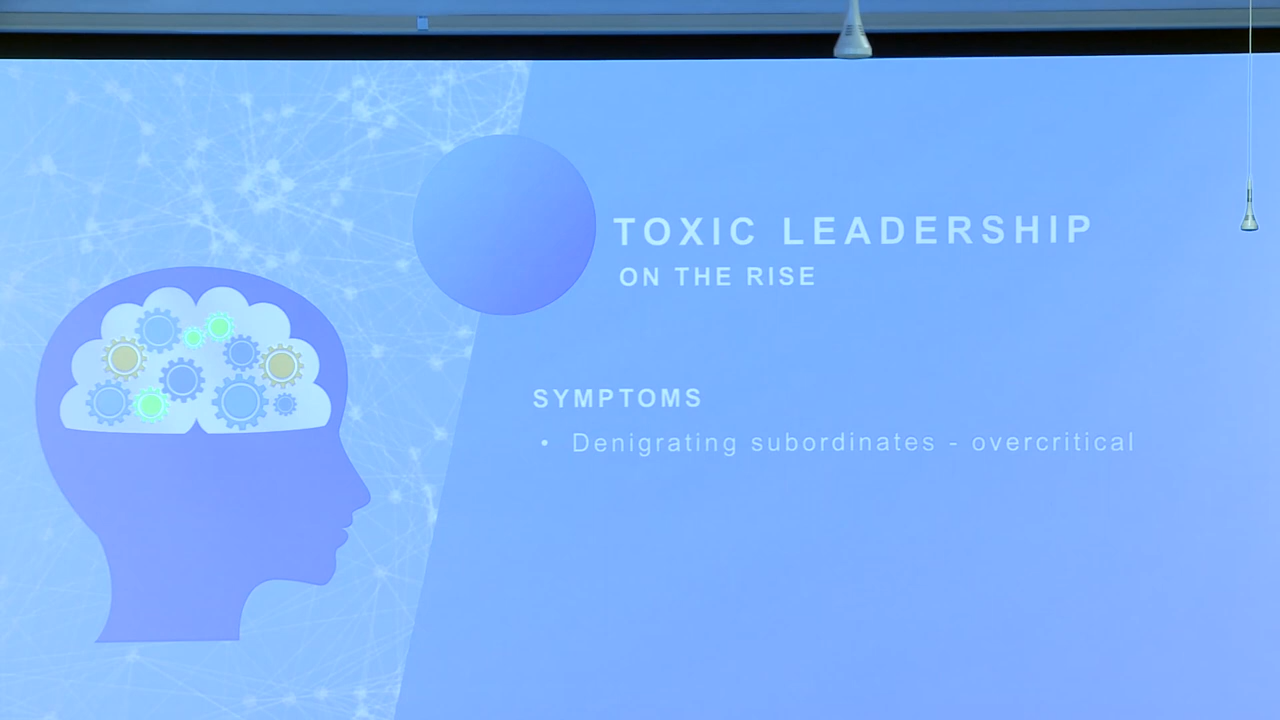 TOXIC LEADERSHIP
ON THE RISE
SYMPTOMS
• Denigrating subordinates - overcritical